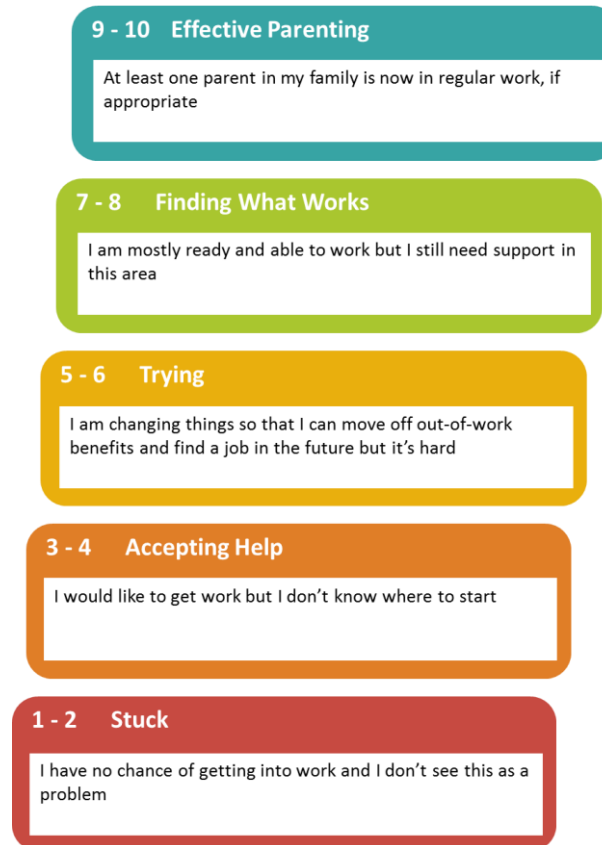 9 - 10 Effective Parenting
At least one parent in my family is now in regular work, if
appropriate
7 - 8 Finding What Works
I am mostly ready and able to work but I still need support in
this area
5 - 6 Trying
I am changing things so that I can move off out-of-work
benefits and find a job in the future but it’s hard
3 - 4 Accepting Help
I would like to get work but I don’t know where to start
1 - 2 Stuck
I have no chance of getting into work and I don’t see this as a
problem